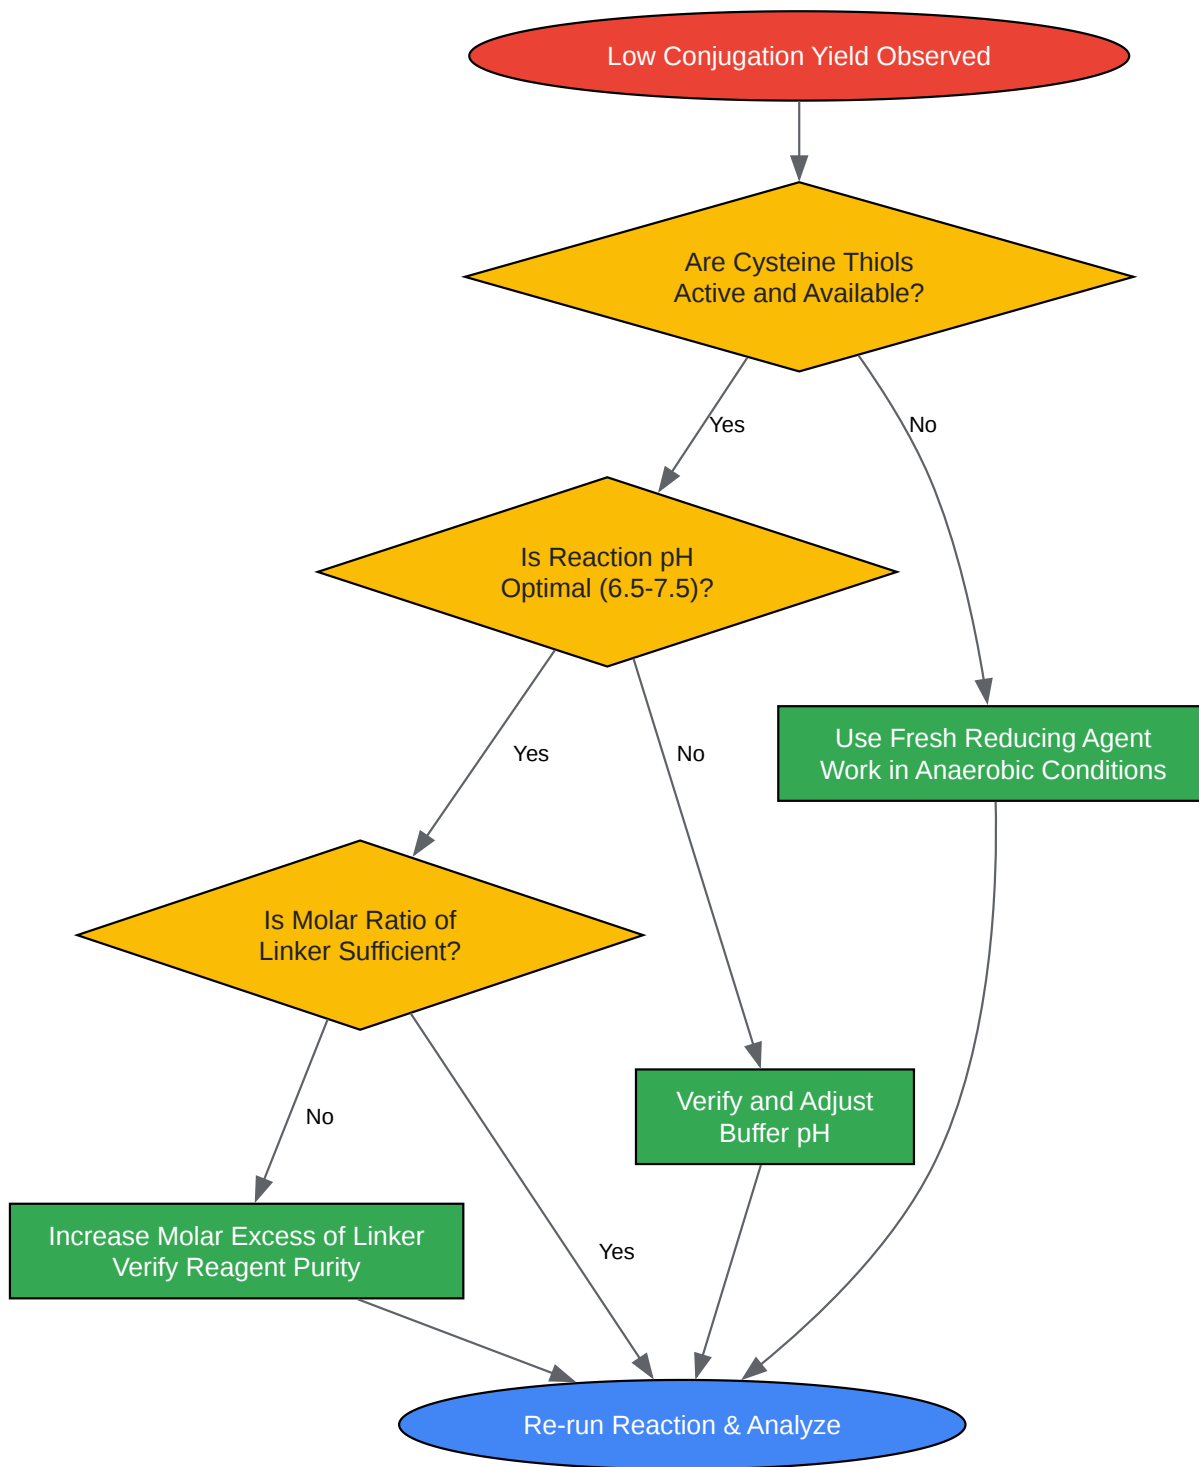 Low Conjugation Yield Observed
Are Cysteine Thiols
Active and Available?
Yes
No
Is Reaction pH
Optimal (6.5-7.5)?
Use Fresh Reducing Agent
Work in Anaerobic Conditions
Yes
No
Is Molar Ratio of
Linker Sufficient?
Verify and Adjust
Buffer pH
No
Increase Molar Excess of Linker
Verify Reagent Purity
Yes
Re-run Reaction & Analyze